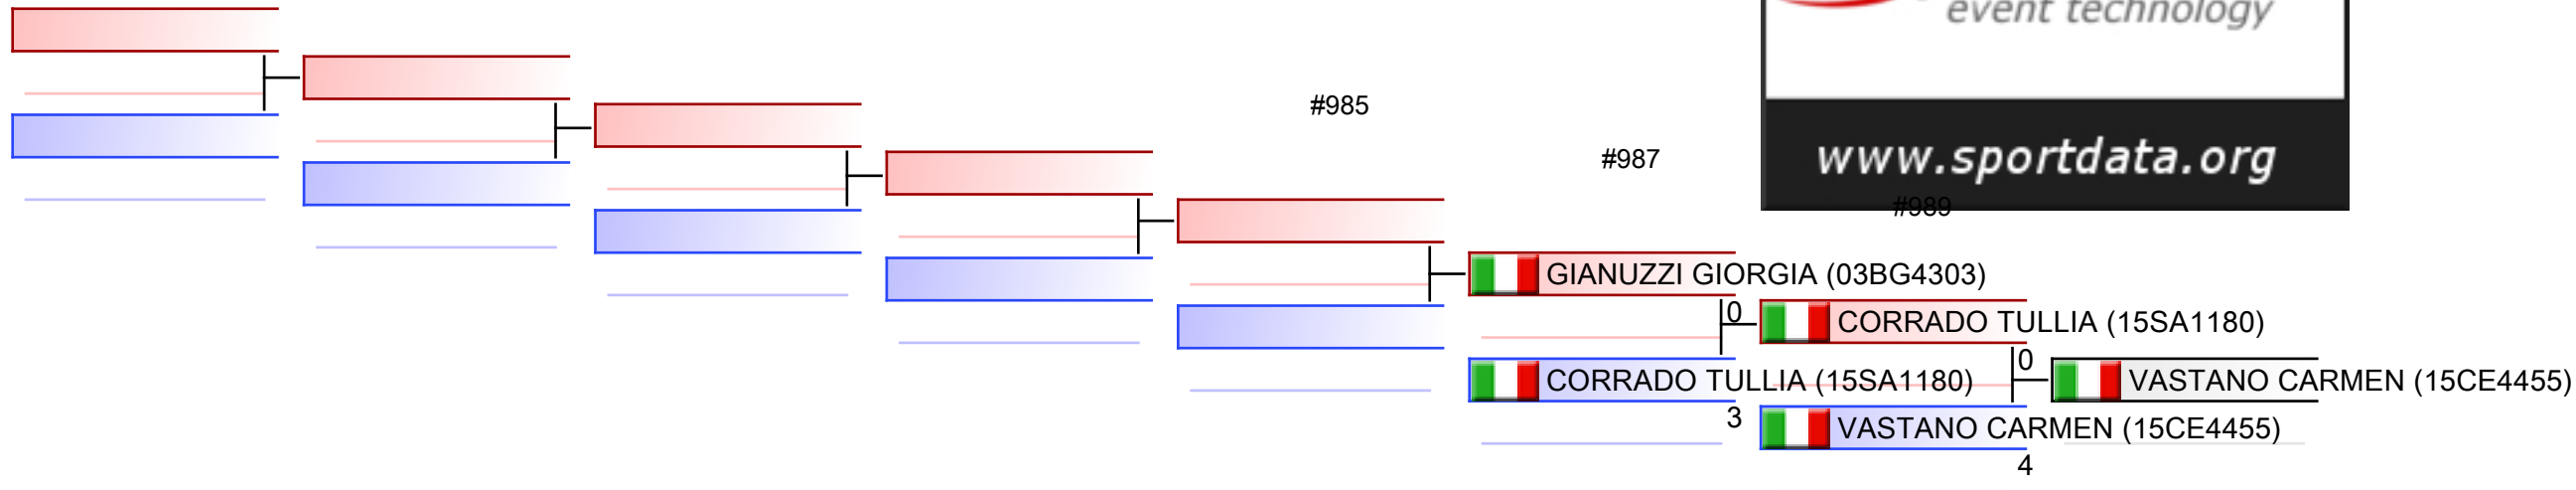 event technology
#985
#987
www.sportdata.org
#989
GIANUZZI GIORGIA (03BG4303)
0
CORRADO TULLIA (15SA1180)
0
CORRADO TULLIA (15SA1180)
VASTANO CARMEN (15CE4455)
3
VASTANO CARMEN (15CE4455)
4